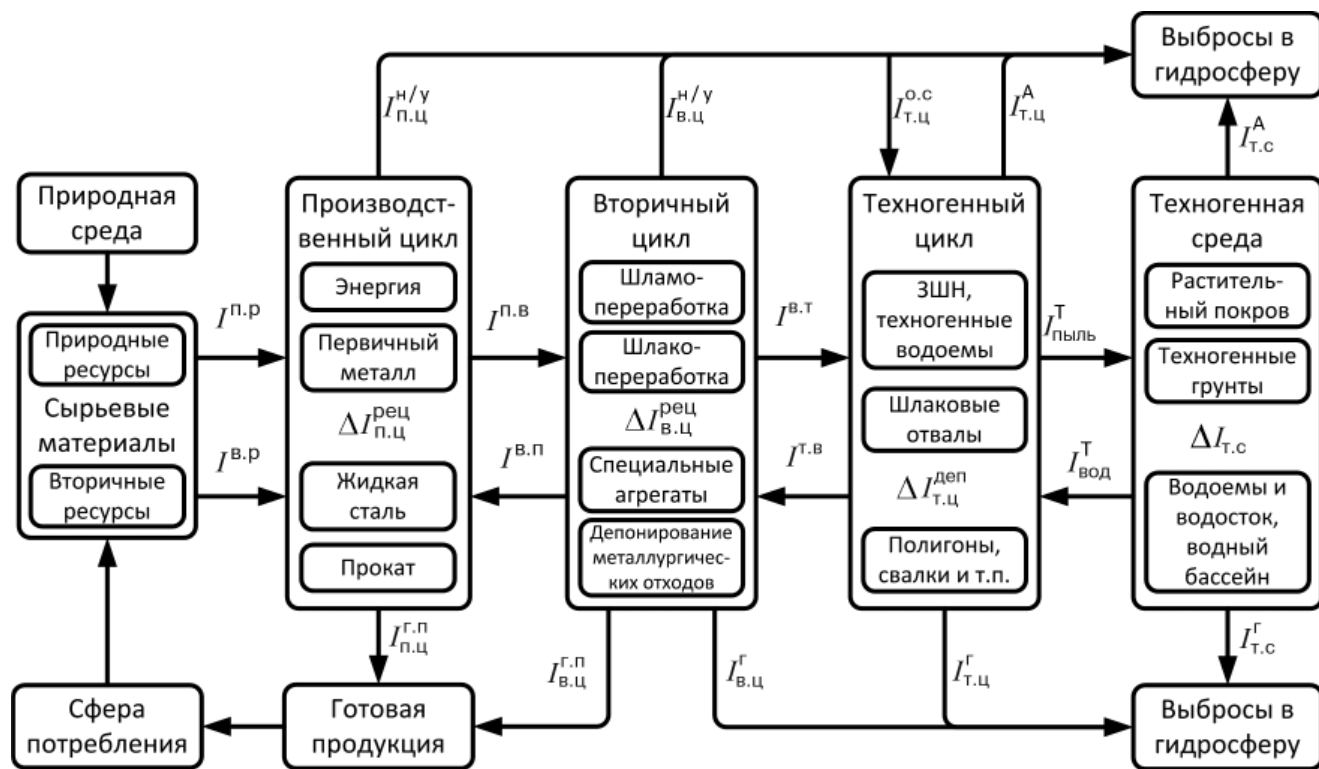 Выбросы в
гидросферу
I н/у п.ц
I н/у в.ц
I о.с т.ц
I А т.ц
I А т.с
Природная
среда
I п.р
Природные
ресурсы
Сырьевые
материалы
I в.р
Вторичные
ресурсы
Производст-
венный цикл
Энергия
Первичный
металл
ΔI рец п.ц
Жидкая
сталь
Прокат
I п.в
I в.п
Вторичный
цикл
Шламо-
переработка
Шлако-
переработка
ΔI рец в.ц
Специальные
агрегаты
Депонирование
металлургичес-
ких отходов
I в.т
I т.в
Техногенный
цикл
ЗШН,
техногенные
водоемы
Шлаковые
отвалы
ΔI деп т.ц
Полигоны,
свалки и т.п.
I Т пыль
I Т вод
Техногенная
среда
Раститель-
ный покров
Техногенные
грунты
ΔI т.с
Водоемы и
водосток,
водный
бассейн
I г.п п.ц
I г.п в.ц
I г в.ц
I г т.ц
I г т.с
Сфера
потребления
Готовая
продукция
Выбросы в
гидросферу